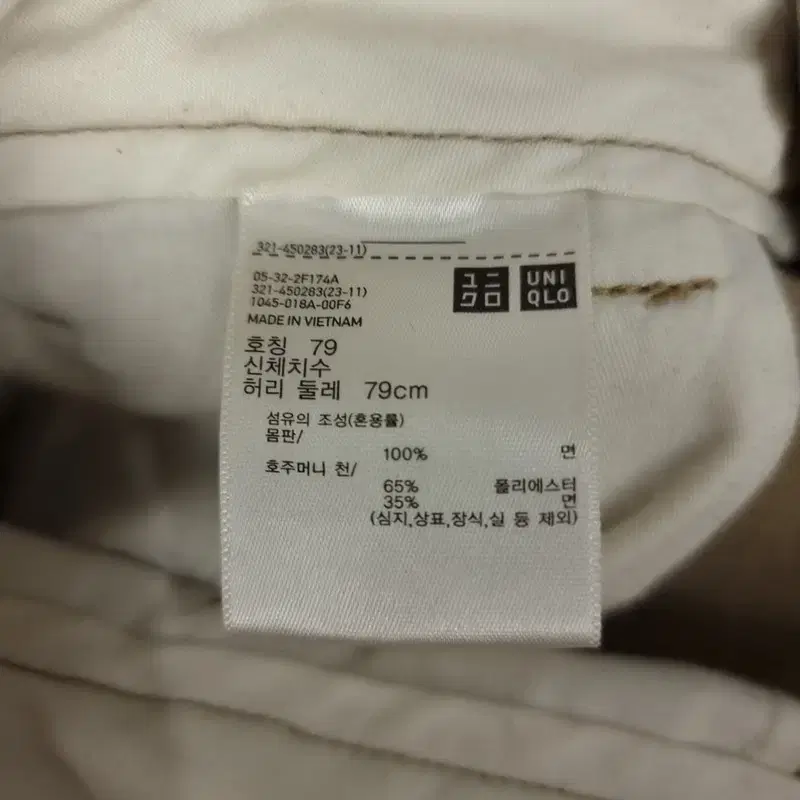 321-450283(23-11)
05-32-2F174A
321-450283(23-11)
1045-018A-00F6
MADE IN VIETNAM
ユニ
クロ
UNI
QLO
호칭 79
신체치수
허리 둘레 79cm
섬유의 조성(혼용률)
몸판/
100% 면
호주머니 천/
65% 폴리에스터
35% 면
(심지,상표,장식,실 등 제외)